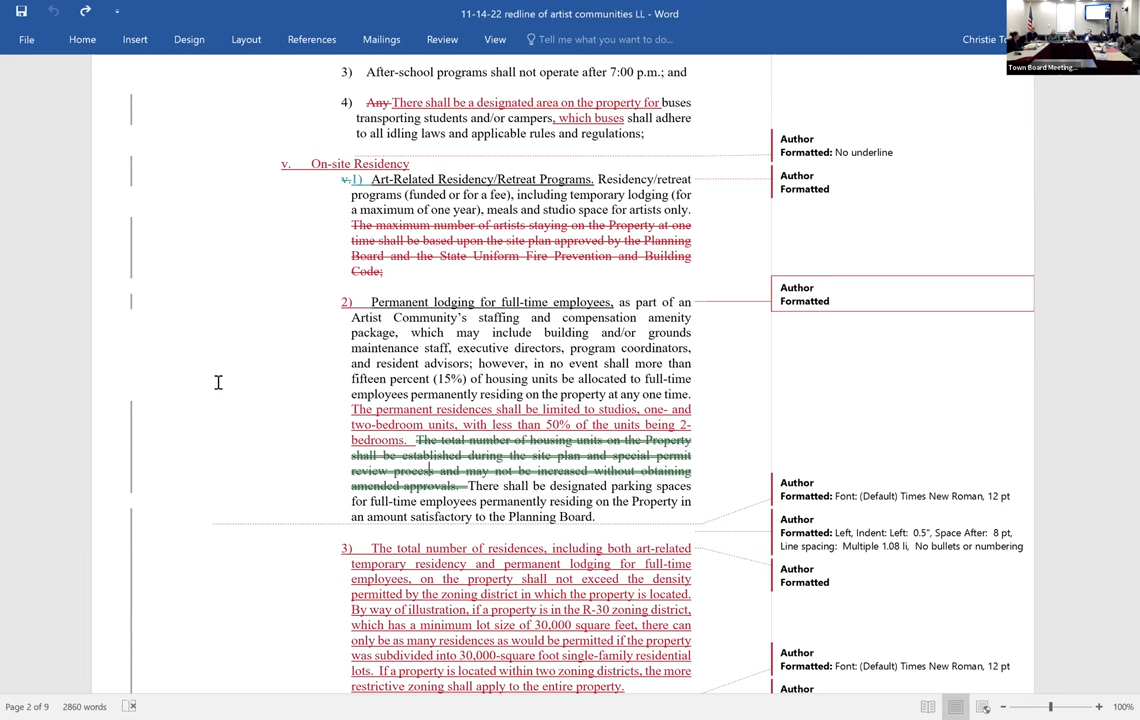 11-14-22 redline of artist communities LL - Word
File Home Insert Design Layout References Mailings Review View Tell me what you want to do... Christie To
Town Board Meeting...
3) After-school programs shall not operate after 7:00 p.m.; and
4) Any There shall be a designated area on the property for buses
transporting students and/or campers, which buses shall adhere
to all idling laws and applicable rules and regulations;
v. On-site Residency
v.1) Art-Related Residency/Retreat Programs. Residency/retreat
programs (funded or for a fee), including temporary lodging (for
a maximum of one year), meals and studio space for artists only.
The maximum number of artists staying on the Property at one
time shall be based upon the site plan approved by the Planning
Board and the State Uniform Fire Prevention and Building
Code;
2) Permanent lodging for full-time employees, as part of an
Artist Community's staffing and compensation amenity
package, which may include building and/or grounds
maintenance staff, executive directors, program coordinators,
and resident advisors; however, in no event shall more than
fifteen percent (15%) of housing units be allocated to full-time
employees permanently residing on the property at any one time.
The permanent residences shall be limited to studios, one- and
two-bedroom units, with less than 50% of the units being 2-
bedrooms. The total number of housing units on the Property
shall be established during the site plan and special permit
review process and may not be increased without obtaining
amended approvals. There shall be designated parking spaces
for full-time employees permanently residing on the Property in
an amount satisfactory to the Planning Board.
3) The total number of residences, including both art-related
temporary residency and permanent lodging for full-time
employees, on the property shall not exceed the density
permitted by the zoning district in which the property is located.
By way of illustration, if a property is in the R-30 zoning district,
which has a minimum lot size of 30,000 square feet, there can
only be as many residences as would be permitted if the property
was subdivided into 30,000-square foot single-family residential
lots. If a property is located within two zoning districts, the more
restrictive zoning shall apply to the entire property.
Author
Formatted: No underline
Author
Formatted
Author
Formatted
Author
Formatted: Font: (Default) Times New Roman, 12 pt
Author
Formatted: Left, Indent: Left: 0.5", Space After: 8 pt,
Line spacing: Multiple 1.08 li, No bullets or numbering
Author
Formatted
Author
Formatted: Font: (Default) Times New Roman, 12 pt
Author
Page 2 of 9 2860 words 100%